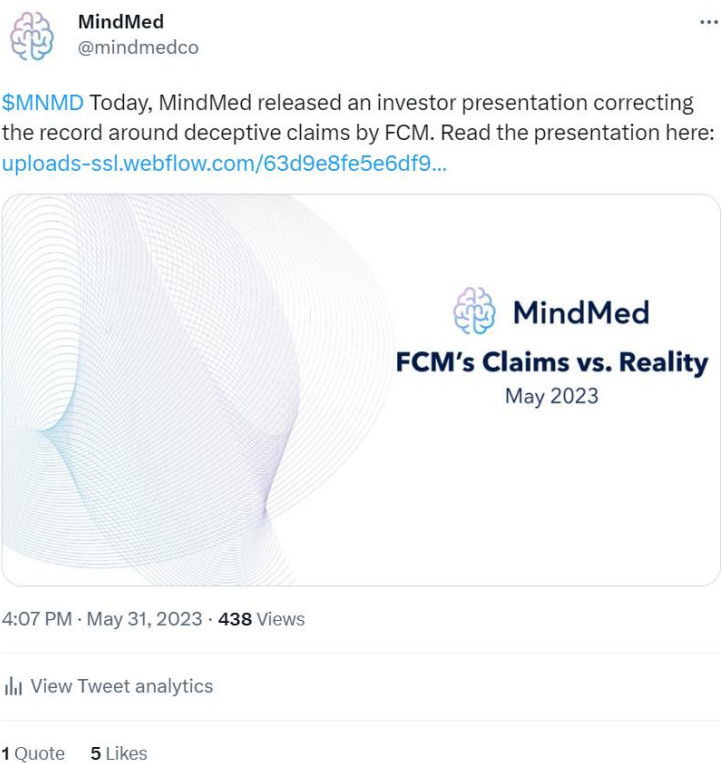 MindMed
@mindmedco
$MNMD Today, MindMed released an investor presentation correcting
the record around deceptive claims by FCM. Read the presentation here:
uploads-ssl.webflow.com/63d9e8fe5e6df9...
MindMed
FCM's Claims vs. Reality
May 2023
4:07 PM · May 31, 2023 · 438 Views
View Tweet analytics
1 Quote 5 Likes